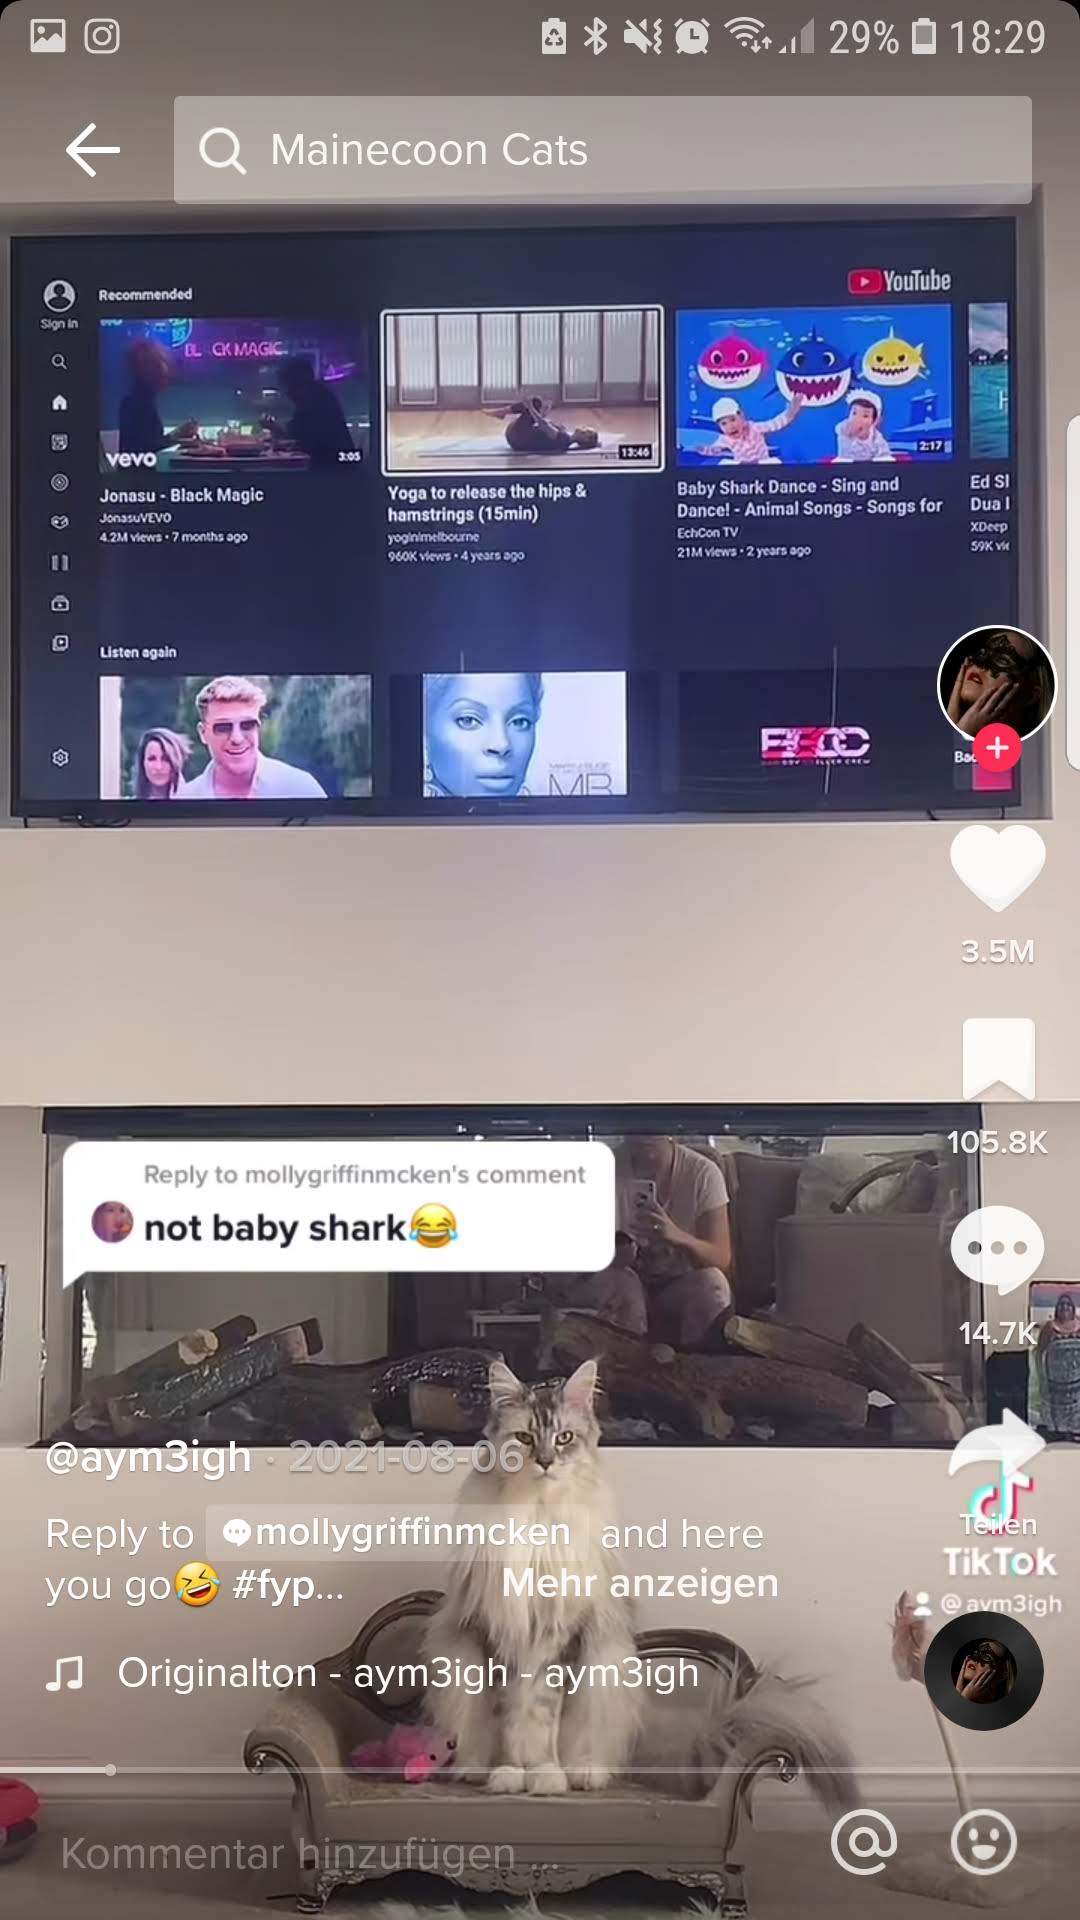 29% 18:29
Mainecoon Cats
YouTube
Sign in
Recommended
BL CK MAGIC
vevo
3:05
13:46
2:17
Jonasu - Black Magic
JonasuVEVO
4.2M views • 7 months ago
Yoga to release the hips &
hamstrings (15min)
yoginimelbourne
960K views • 4 years ago
Baby Shark Dance - Sing and
Dance! - Animal Songs - Songs for
EchCon TV
21M views • 2 years ago
Ed
Dua
XDeep
59K
Listen again
MB
3.5M
105.8K
Reply to mollygriffinmcken's comment
not baby shark😂
14.7K
@aym3igh · 2021-08-06
Reply to 💬mollygriffinmcken and here
you go🤣 #fyp... Mehr anzeigen
Teilen
TikTok
@aym3igh
Originalton - aym3igh - aym3igh
Kommentar hinzufügen ...